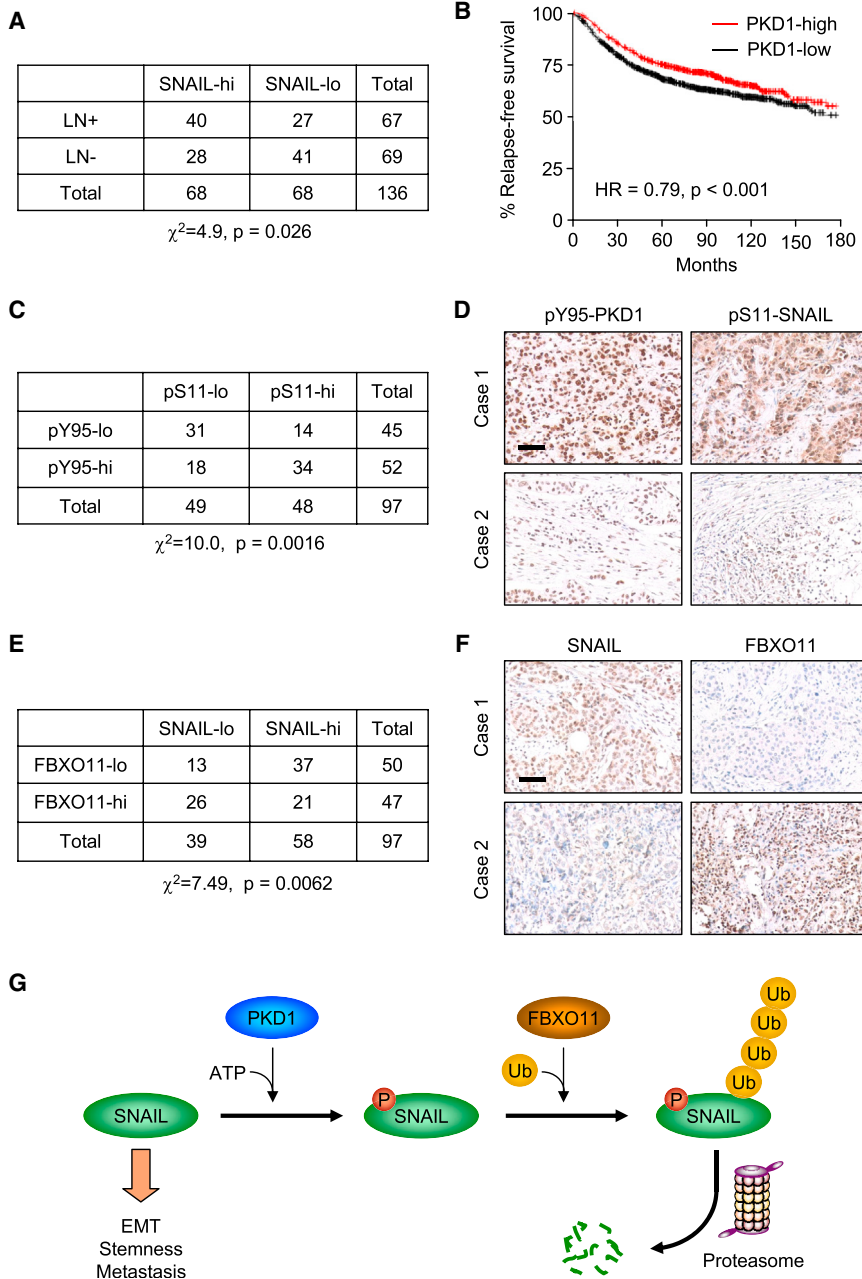 A
SNAIL-hi SNAIL-lo Total
LN+ 40 27 67
LN- 28 41 69
Total 68 68 136
χ²=4.9, p = 0.026
B
% Relapse-free survival
100
75
50
25
0
PKD1-high
PKD1-low
HR = 0.79, p < 0.001
0 30 60 90 120 150 180
Months
C
pS11-lo pS11-hi Total
pY95-lo 31 14 45
pY95-hi 18 34 52
Total 49 48 97
χ²=10.0, p = 0.0016
D
pY95-PKD1 pS11-SNAIL
Case 1
Case 2
E
SNAIL-lo SNAIL-hi Total
FBXO11-lo 13 37 50
FBXO11-hi 26 21 47
Total 39 58 97
χ²=7.49, p = 0.0062
F
SNAIL FBXO11
Case 1
Case 2
G
PKD1
ATP
SNAIL
EMT
Stemness
Metastasis
P
SNAIL
FBXO11
Ub
Ub
Ub
Ub
Ub
P
SNAIL
Proteasome